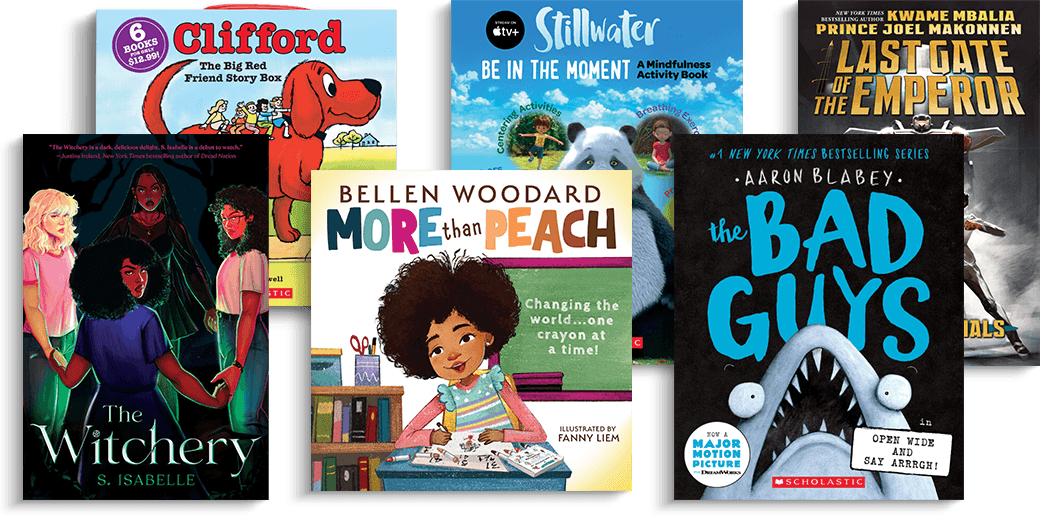 6
BOOKS
FOR ONLY
$12.99!
Clifford
The Big Red
Friend Story Box
STREAM ON
tv+
Stillwater
BE IN THE MOMENT
A Mindfulness
Activity Book
Centering Activities
Breathing
NEW YORK TIMES
BESTSELLING AUTHOR KWAME MBALIA
PRINCE JOEL MAKONNEN
LAST GATE
OF THE EMPEROR
"The Witchery is a dark, delicious delight. S. Isabelle is a debut to watch."
—Justina Ireland, New York Times bestselling author of Dread Nation
The
Witchery
S. ISABELLE
BELLEN WOODARD
MORE than PEACH
Changing the
world...one
crayon at
a time!
ILLUSTRATED BY
FANNY LIEM
#1 NEW YORK TIMES BESTSELLING SERIES
• AARON BLABEY •
the BAD
GUYS
in
OPEN WIDE
AND
SAY ARRRGH!
NOW A
MAJOR
MOTION
PICTURE
FROM DREAMWORKS
SCHOLASTIC